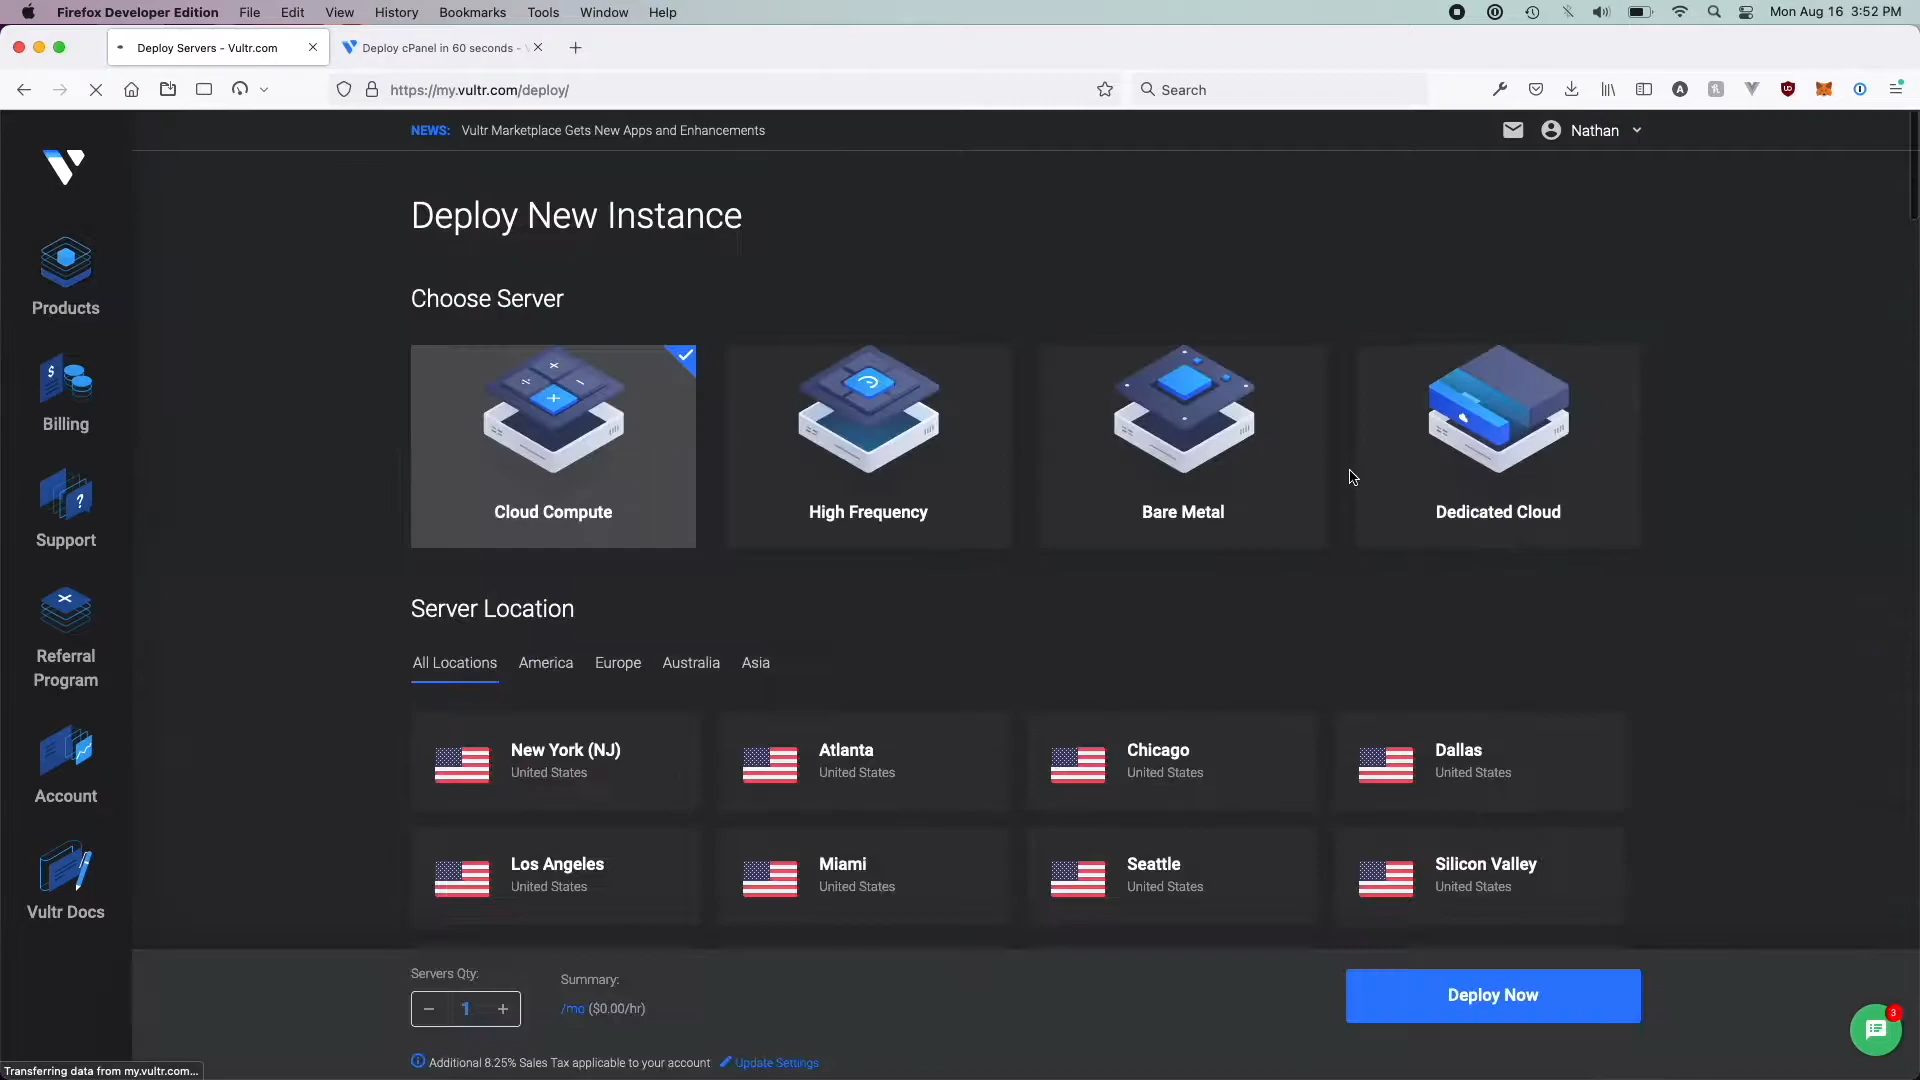 Firefox Developer Edition File Edit View History Bookmarks Tools Window Help Mon Aug 16 3:52 PM
Deploy Servers - Vultr.com
Deploy cPanel in 60 seconds -
https://my.vultr.com/deploy/
Search
NEWS: Vultr Marketplace Gets New Apps and Enhancements
Nathan
Products
Billing
Support
Referral
Program
Account
Vultr Docs
Deploy New Instance
Choose Server
Cloud Compute
High Frequency
Bare Metal
Dedicated Cloud
Server Location
All Locations America Europe Australia Asia
New York (NJ)
United States
Atlanta
United States
Chicago
United States
Dallas
United States
Los Angeles
United States
Miami
United States
Seattle
United States
Silicon Valley
United States
Servers Qty:
1
Summary:
/mo ($0.00/hr)
Deploy Now
Additional 8.25% Sales Tax applicable to your account Update Settings
3
Transferring data from my.vultr.com...